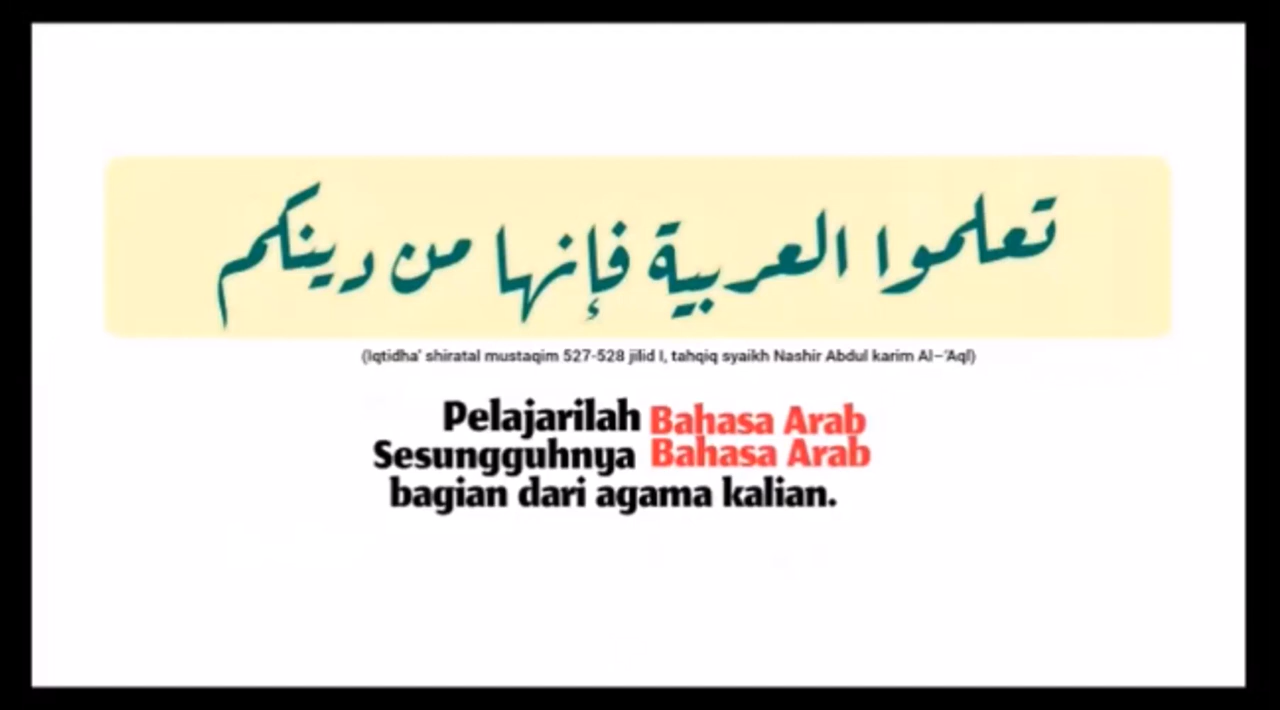 تعلموا العربية فإنها من دينكم
(Iqtidha' shiratal mustaqim 527-528 jilid I, tahqiq syaikh Nashir Abdul karim Al-'Aql)
Pelajarilah Bahasa Arab
Sesungguhnya Bahasa Arab
bagian dari agama kalian.